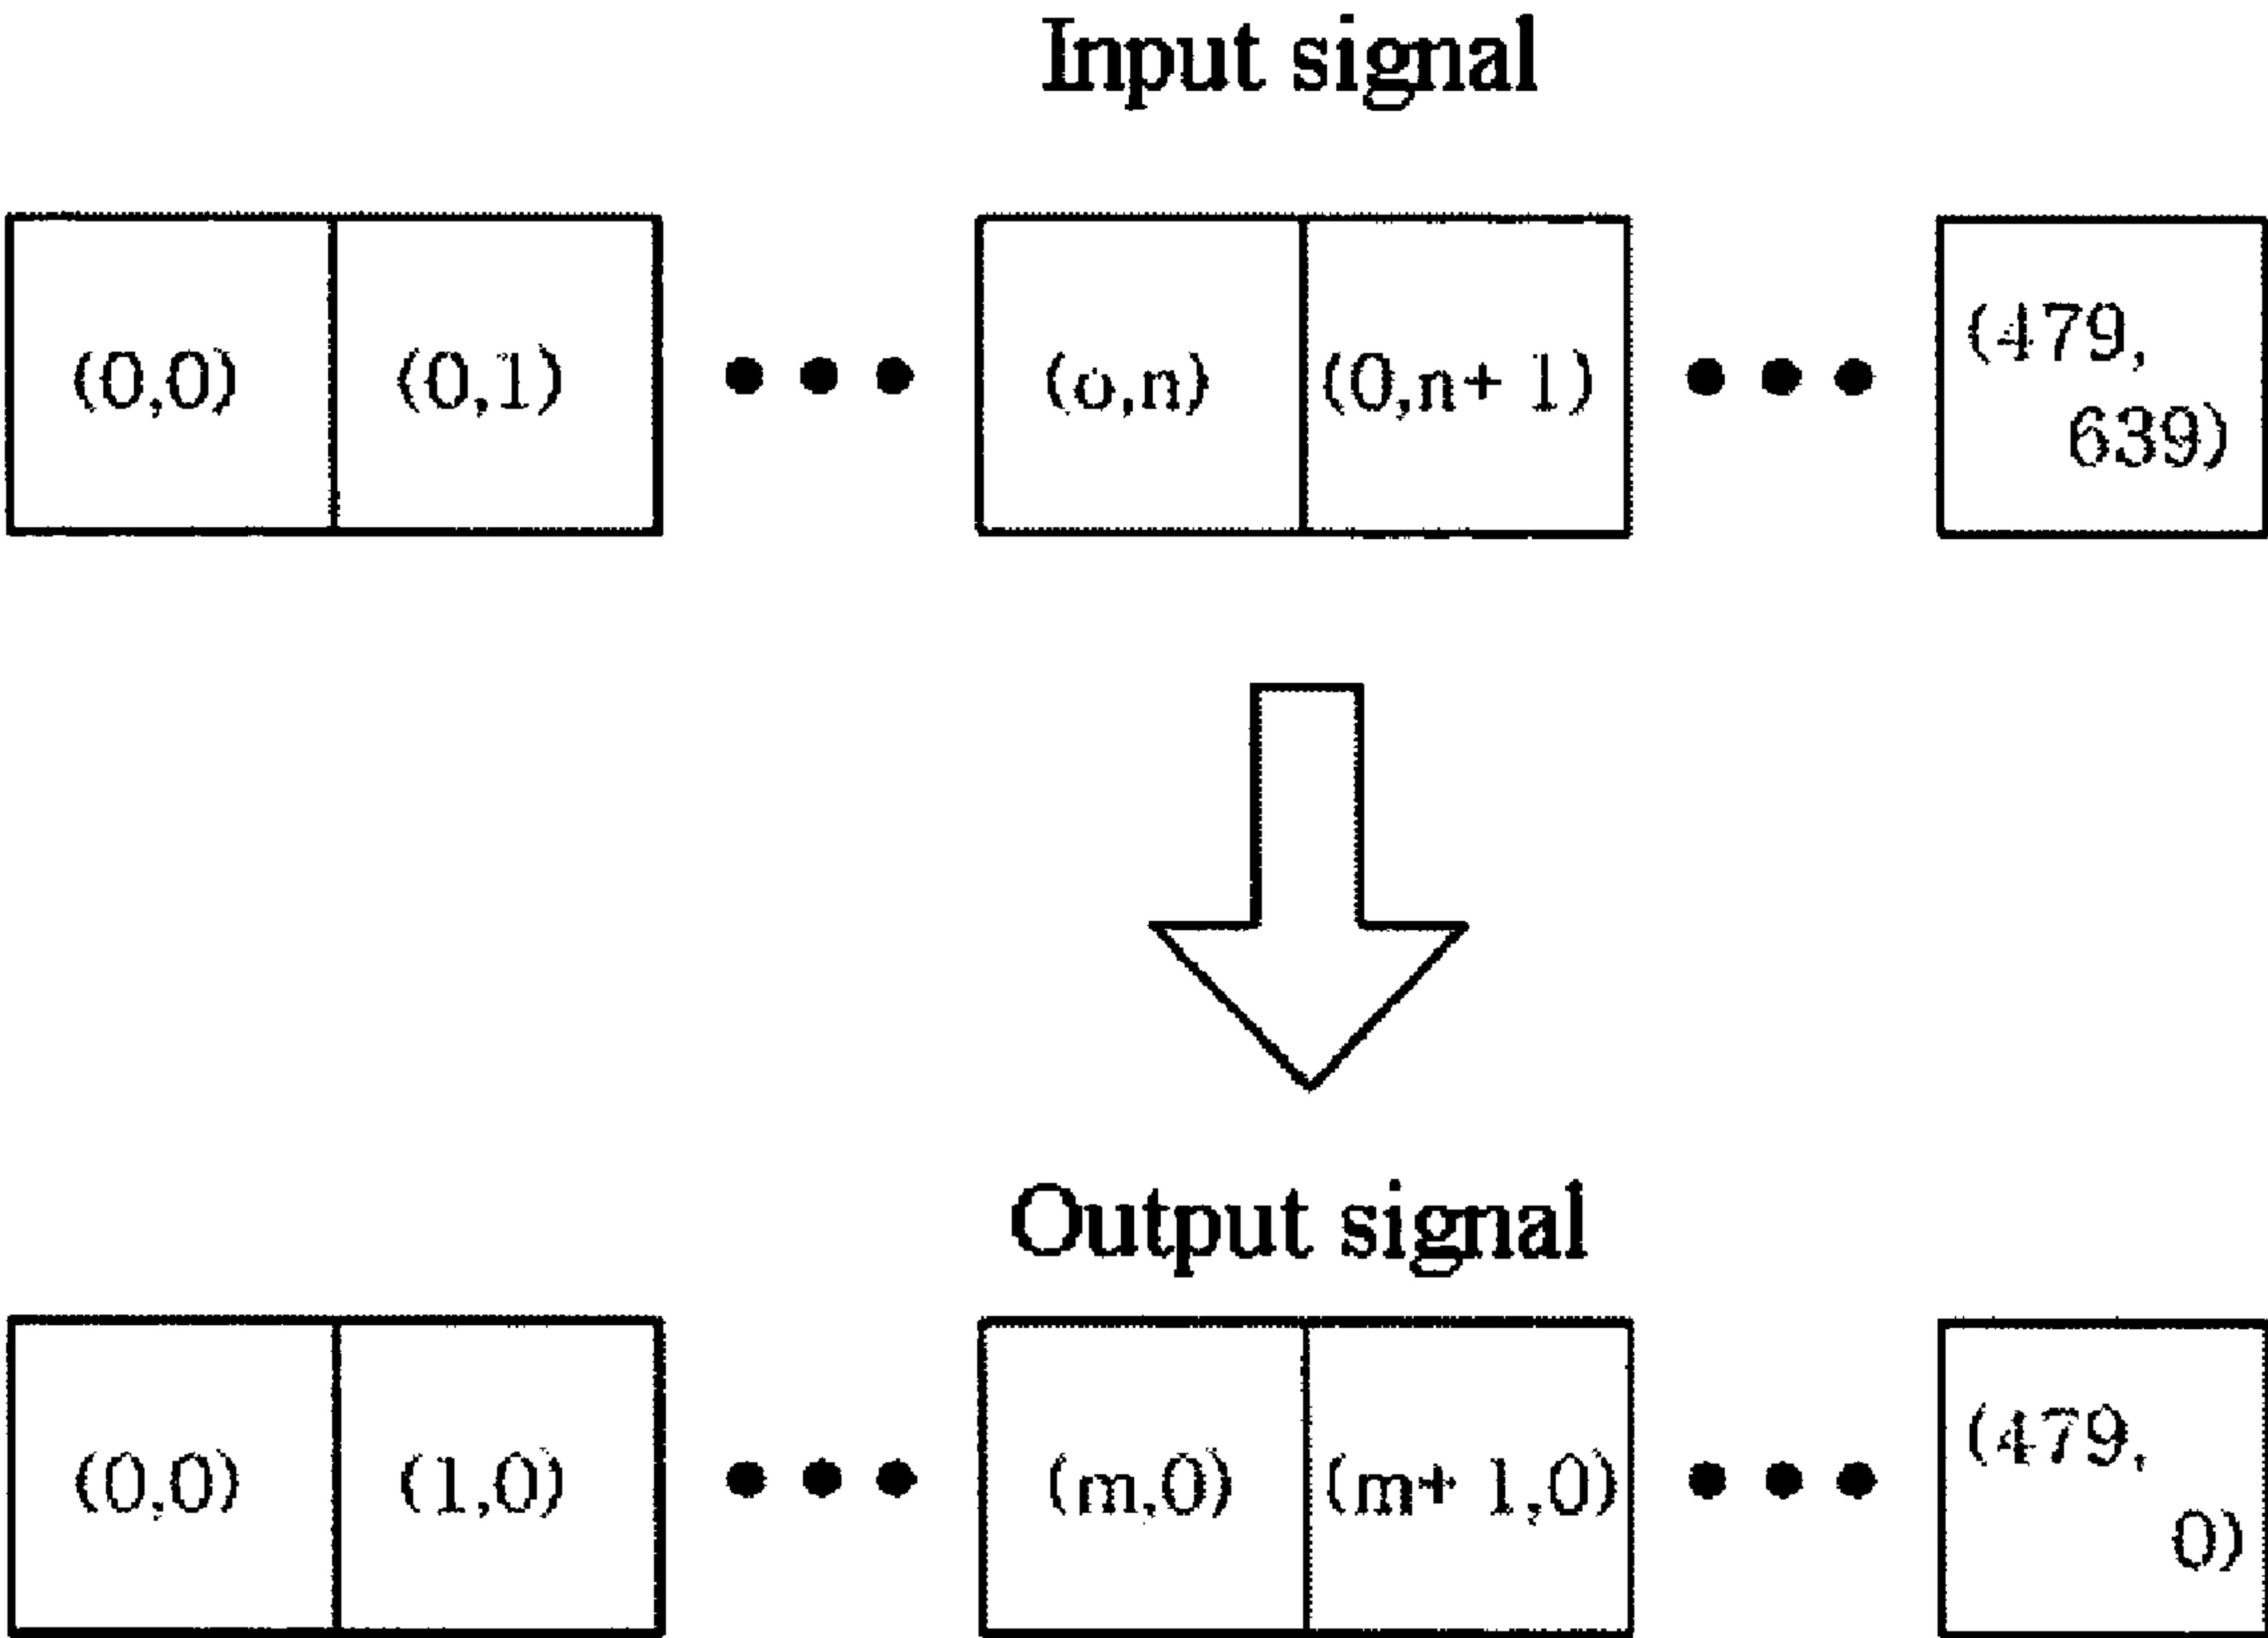 Input signal
(0,0) (0,1) (o,n) (0,n+1) (479,
639)
Output signal
(0,0) (1,0) (m,0) (m+1,0) (479,
0)